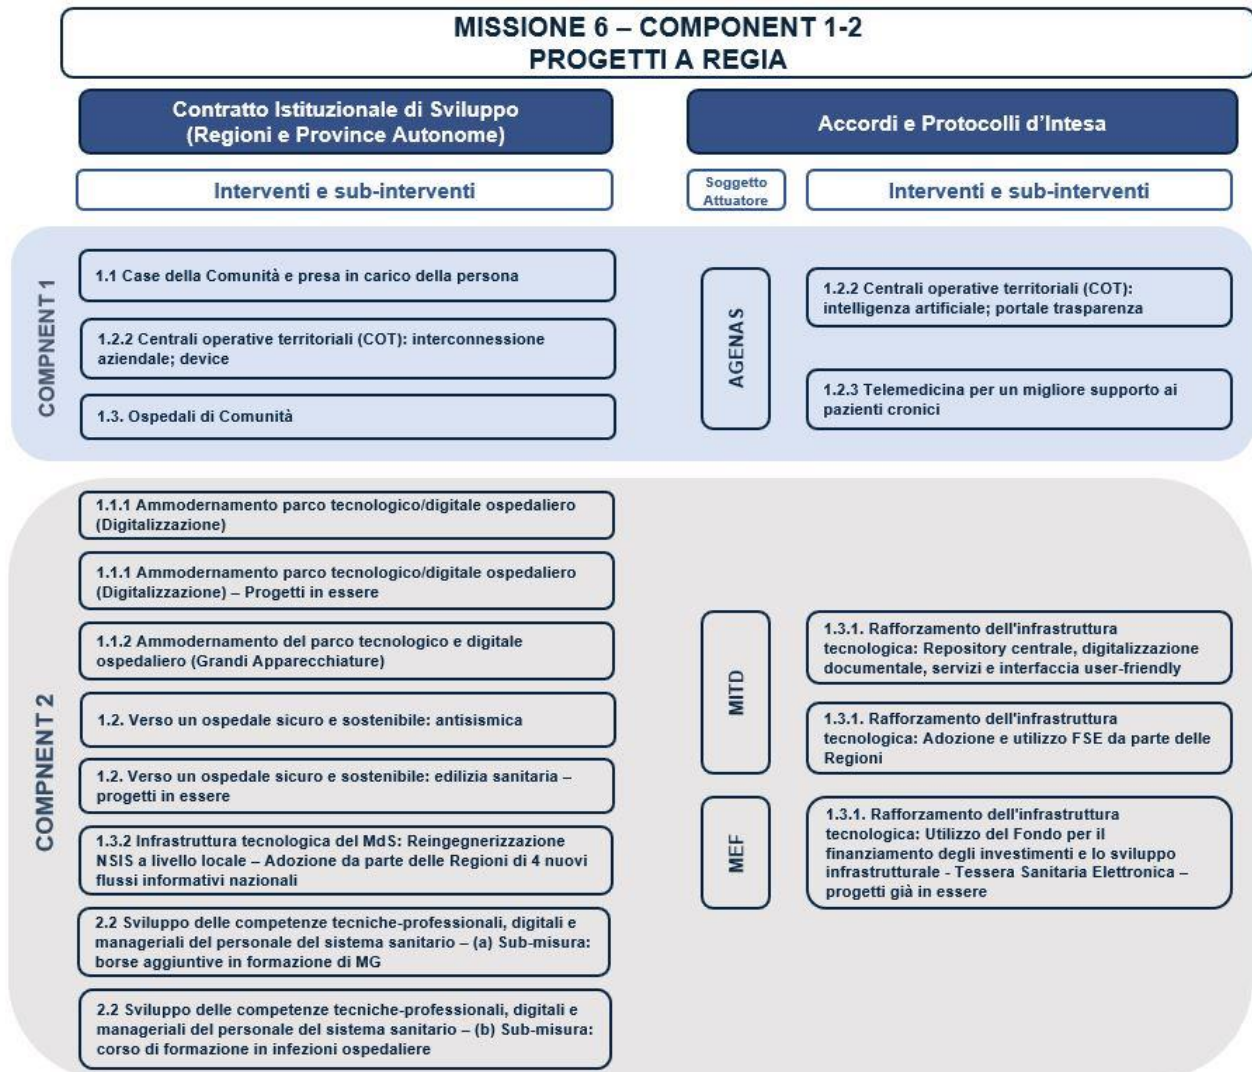 MISSIONE 6 – COMPONENT 1-2
PROGETTI A REGIA
Contratto Istituzionale di Sviluppo
(Regioni e Province Autonome)
Accordi e Protocolli d'Intesa
Interventi e sub-interventi
Soggetto
Attuatore
Interventi e sub-interventi
COMPNENT 1
1.1 Case della Comunità e presa in carico della persona
1.2.2 Centrali operative territoriali (COT): interconnessione
aziendale; device
1.3. Ospedali di Comunità
AGENAS
1.2.2 Centrali operative territoriali (COT):
intelligenza artificiale; portale trasparenza
1.2.3 Telemedicina per un migliore supporto ai
pazienti cronici
COMPNENT 2
1.1.1 Ammodernamento parco tecnologico/digitale ospedaliero
(Digitalizzazione)
1.1.1 Ammodernamento parco tecnologico/digitale ospedaliero
(Digitalizzazione) – Progetti in essere
1.1.2 Ammodernamento del parco tecnologico e digitale
ospedaliero (Grandi Apparecchiature)
1.2. Verso un ospedale sicuro e sostenibile: antisismica
1.2. Verso un ospedale sicuro e sostenibile: edilizia sanitaria –
progetti in essere
1.3.2 Infrastruttura tecnologica del MdS: Reingegnerizzazione
NSIS a livello locale – Adozione da parte delle Regioni di 4 nuovi
flussi informativi nazionali
2.2 Sviluppo delle competenze tecniche-professionali, digitali e
manageriali del personale del sistema sanitario – (a) Sub-misura:
borse aggiuntive in formazione di MG
2.2 Sviluppo delle competenze tecniche-professionali, digitali e
manageriali del personale del sistema sanitario – (b) Sub-misura:
corso di formazione in infezioni ospedaliere
MITD
1.3.1. Rafforzamento dell'infrastruttura
tecnologica: Repository centrale, digitalizzazione
documentale, servizi e interfaccia user-friendly
1.3.1. Rafforzamento dell'infrastruttura
tecnologica: Adozione e utilizzo FSE da parte delle
Regioni
MEF
1.3.1. Rafforzamento dell'infrastruttura
tecnologica: Utilizzo del Fondo per il
finanziamento degli investimenti e lo sviluppo
infrastrutturale - Tessera Sanitaria Elettronica –
progetti già in essere